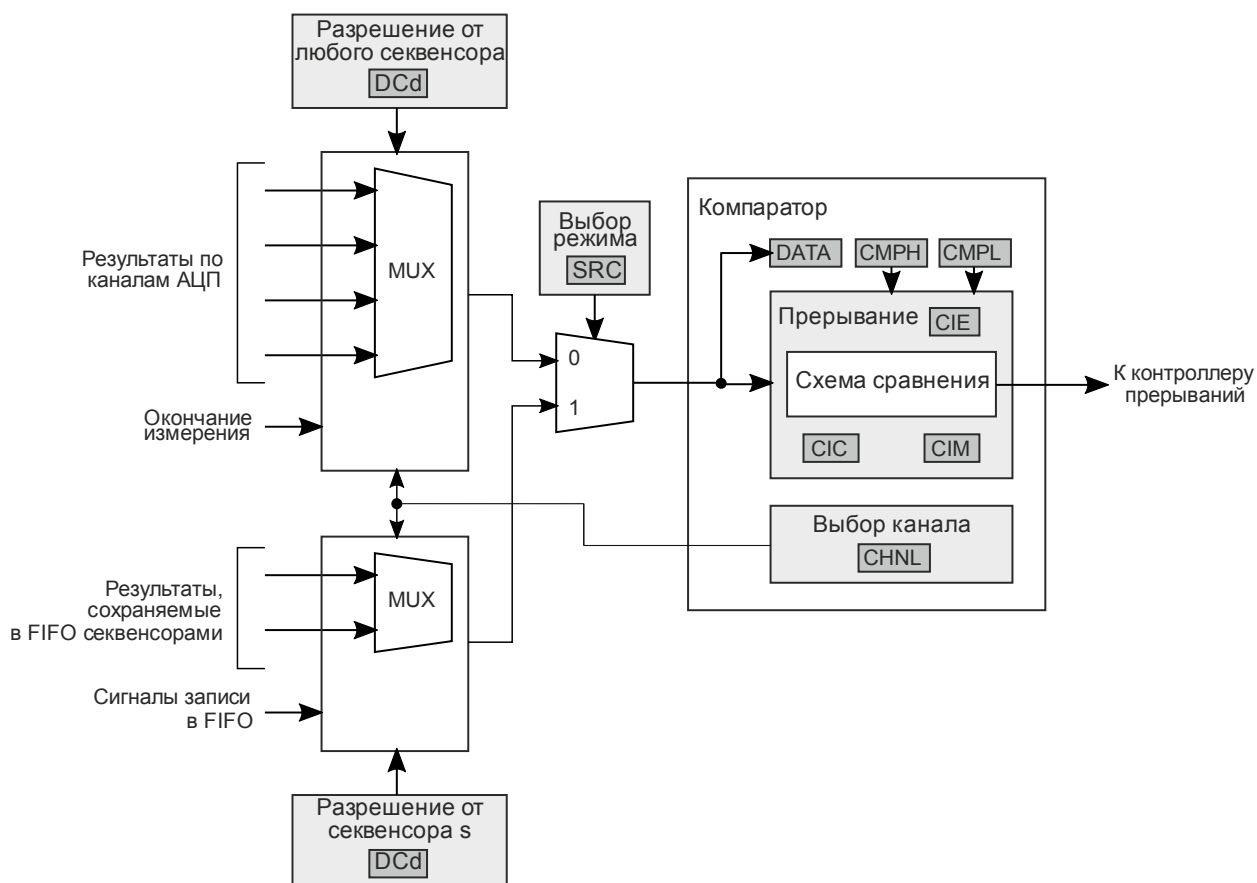 Разрешение от
любого секвенсора
DCd
Результаты по
каналам АЦП
MUX
Окончание
измерения
Выбор
режима
SRC
0
1
Компаратор
DATA
CMPH
CMPL
Прерывание
CIE
Схема сравнения
CIC
CIM
К контроллеру
прерываний
Выбор канала
CHNL
Результаты,
сохраняемые
в FIFO секвенсорами
MUX
Сигналы записи
в FIFO
Разрешение от
секвенсора s
DCd